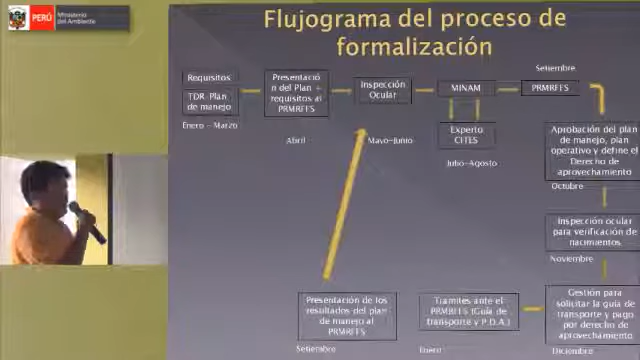 PERÚ
Ministerio
del Ambiente
Flujograma del proceso de
formalización
Requisitos
TDR-Plan
de manejo
Enero - Marzo
Presentació
n del Plan +
requisitos al
PRMRFFS
Abril
Inspección
Ocular
Mayo-Junio
MINAM
Experto
CITES
Julio-Agosto
Setiembre
PRMRFFS
Aprobación del plan
de manejo, plan
operativo y define el
Derecho de
aprovechamiento
Octubre
Inspección ocular
para verificación de
nacimientos
Noviembre
Gestión para
solicitar la guía de
transporte y pago
por derecho de
aprovechamiento
Diciembre
Tramites ante el
PRMRFFS (Guía de
transporte y P.D.A.)
Enero
Presentación de los
resultados del plan
de manejo al
PRMRFFS
Setiembre